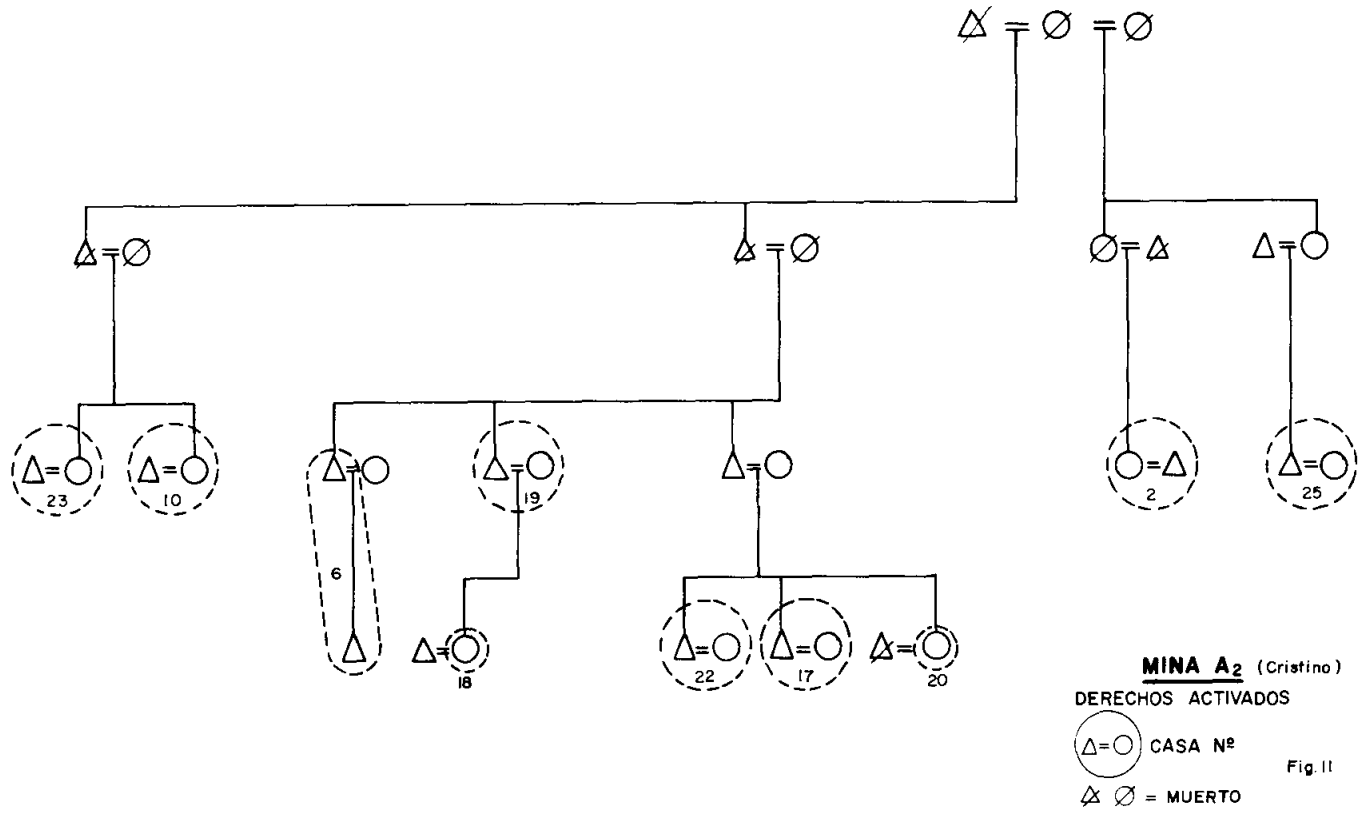 23
10
6
19
2
25
18
22
17
20
MINA A2 (Cristino)
DERECHOS ACTIVADOS
CASA Nº
Fig. 11
= MUERTO